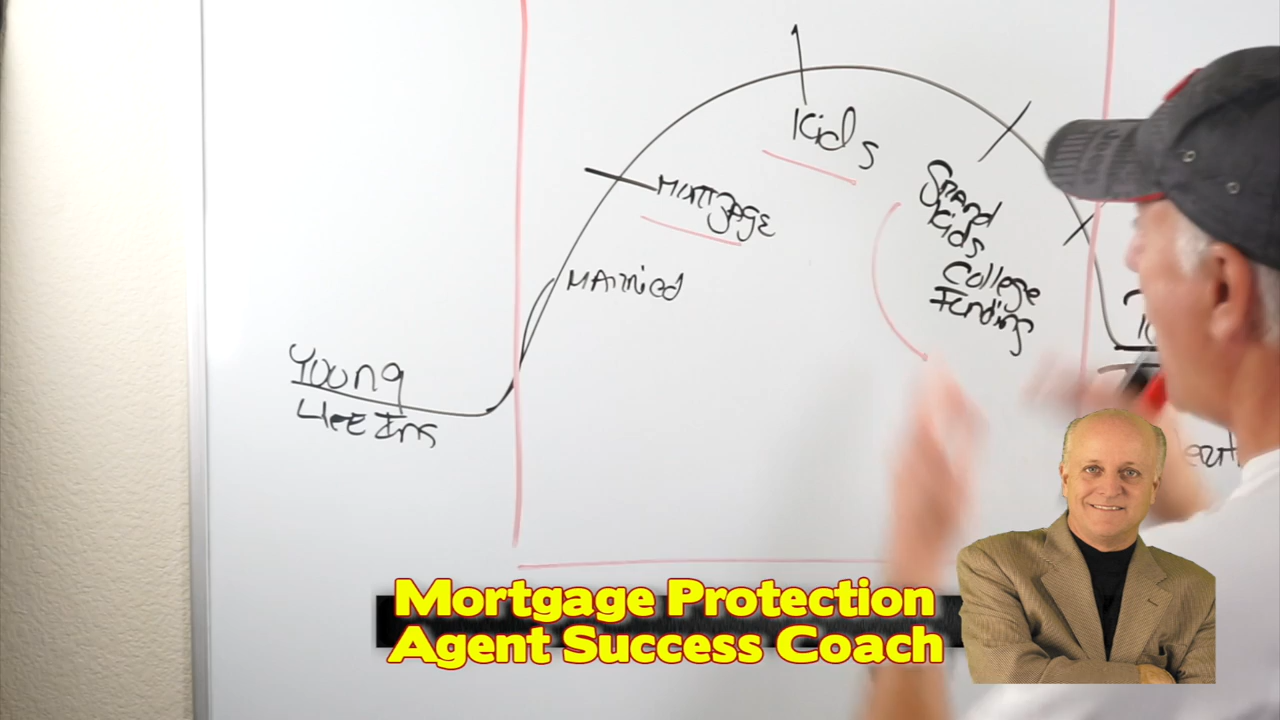 Kids
MORTgAgE
MARRiED
Young
LifE Ins
Grand
Kids
College
Funding
Mortgage Protection
Agent Success Coach